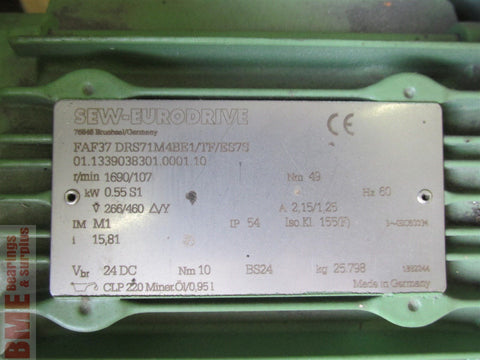 SEW-EURODRIVE
76646 Bruchsal/Germany
CE
FAF37 DRS71M4BE1/TF/ES7S
01.1339038301.0001.10
r/min 1690/107 Nm 49
kW 0.55 S1 Hz 60
V 266/460 Δ/Y A 2,15/1,25
IM M1 IP 54 Iso.Kl. 155(F)
i 15,81
Vbr 24 DC Nm 10 BS24 kg 25.798
CLP 220 Miner.Öl/0,95 l Made in Germany
BME Bearings
& surplus